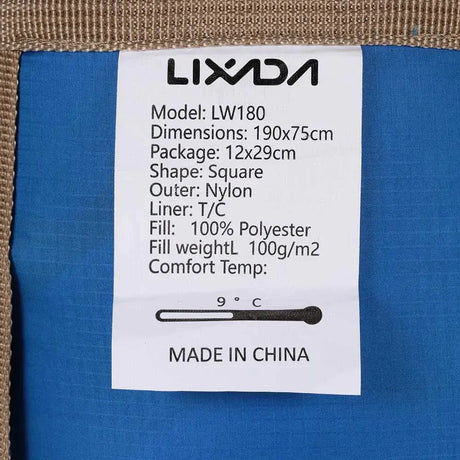 LIXADA
Model: LW180
Dimensions: 190x75cm
Package: 12x29cm
Shape: Square
Outer: Nylon
Liner: T/C
Fill: 100% Polyester
Fill weightL 100g/m2
Comfort Temp:
9 ° C
MADE IN CHINA